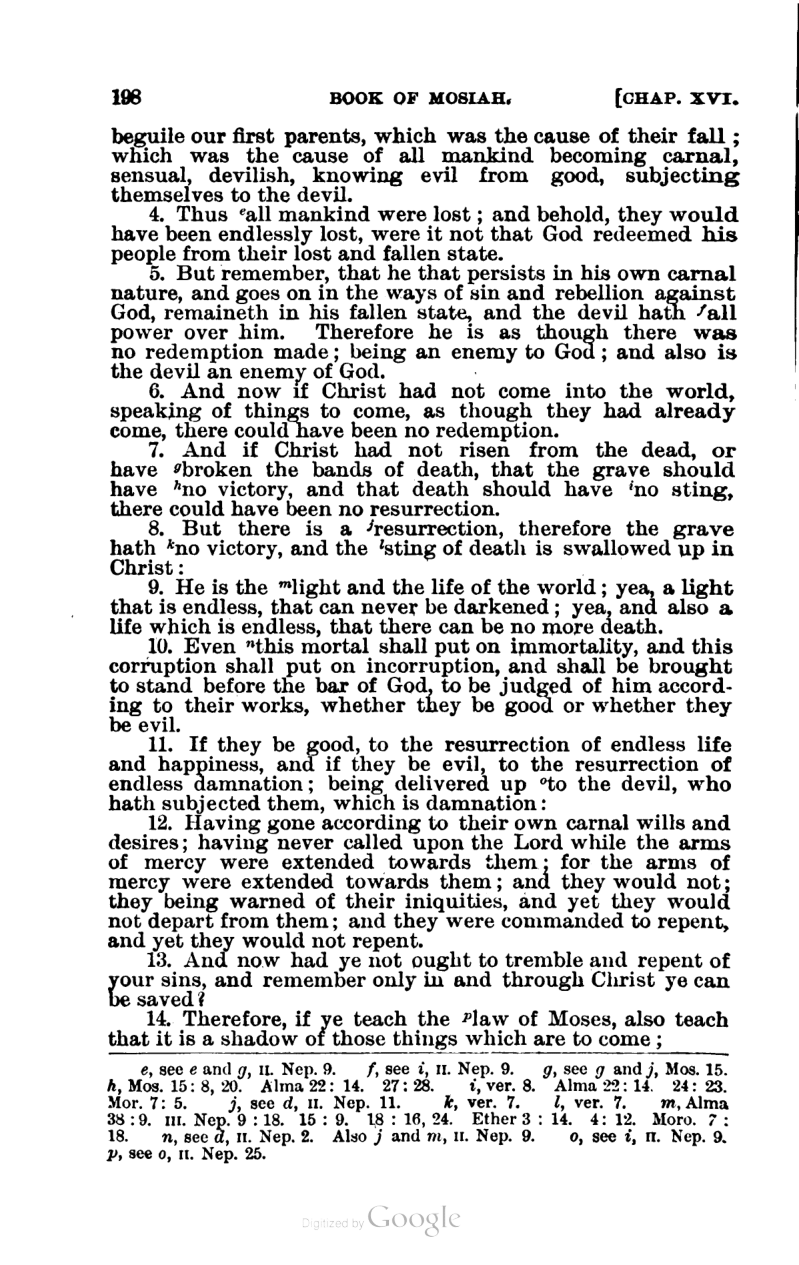 198 BOOK OF MOSIAH. [CHAP. XVI.
beguile our first parents, which was the cause of their fall ;
which was the cause of all mankind becoming carnal,
sensual, devilish, knowing evil from good, subjecting
themselves to the devil.
4. Thus ᵉall mankind were lost ; and behold, they would
have been endlessly lost, were it not that God redeemed his
people from their lost and fallen state.
5. But remember, that he that persists in his own carnal
nature, and goes on in the ways of sin and rebellion against
God, remaineth in his fallen state, and the devil hath ᶠall
power over him. Therefore he is as though there was
no redemption made ; being an enemy to God ; and also is
the devil an enemy of God.
6. And now if Christ had not come into the world,
speaking of things to come, as though they had already
come, there could have been no redemption.
7. And if Christ had not risen from the dead, or
have ᵍbroken the bands of death, that the grave should
have ʰno victory, and that death should have ⁱno sting,
there could have been no resurrection.
8. But there is a ʲresurrection, therefore the grave
hath ᵏno victory, and the ˡsting of death is swallowed up in
Christ :
9. He is the ᵐlight and the life of the world ; yea, a light
that is endless, that can never be darkened ; yea, and also a
life which is endless, that there can be no more death.
10. Even ⁿthis mortal shall put on immortality, and this
corruption shall put on incorruption, and shall be brought
to stand before the bar of God, to be judged of him accord-
ing to their works, whether they be good or whether they
be evil.
11. If they be good, to the resurrection of endless life
and happiness, and if they be evil, to the resurrection of
endless damnation ; being delivered up ᵒto the devil, who
hath subjected them, which is damnation :
12. Having gone according to their own carnal wills and
desires ; having never called upon the Lord while the arms
of mercy were extended towards them ; for the arms of
mercy were extended towards them ; and they would not ;
they being warned of their iniquities, and yet they would
not depart from them ; and they were commanded to repent,
and yet they would not repent.
13. And now had ye not ought to tremble and repent of
your sins, and remember only in and through Christ ye can
be saved ?
14. Therefore, if ye teach the ᵖlaw of Moses, also teach
that it is a shadow of those things which are to come ;
e, see e and g, II. Nep. 9. f, see i, II. Nep. 9. g, see g and j, Mos. 15.
h, Mos. 15 : 8, 20. Alma 22 : 14. 27 : 28. i, ver. 8. Alma 22 : 14. 24 : 23.
Mor. 7 : 5. j, see d, II. Nep. 11. k, ver. 7. l, ver. 7. m, Alma
38 : 9. III. Nep. 9 : 18. 15 : 9. 18 : 16, 24. Ether 3 : 14. 4 : 12. Moro. 7 :
18. n, see d, II. Nep. 2. Also j and m, II. Nep. 9. o, see i, II. Nep. 9.
p, see o, II. Nep. 25.
Digitized by Google